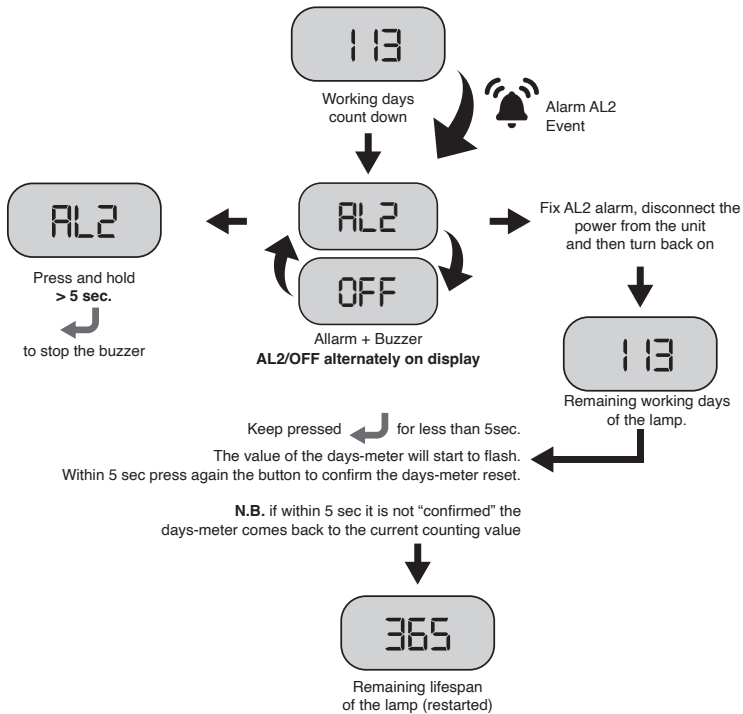 113
Working days
count down
Alarm AL2
Event
AL2
Press and hold
> 5 sec.
to stop the buzzer
AL2
OFF
Allarm + Buzzer
AL2/OFF alternately on display
Fix AL2 alarm, disconnect the
power from the unit
and then turn back on
113
Remaining working days
of the lamp.
Keep pressed for less than 5sec.
The value of the days-meter will start to flash.
Within 5 sec press again the button to confirm the days-meter reset.
N.B. if within 5 sec it is not “confirmed” the
days-meter comes back to the current counting value
365
Remaining lifespan
of the lamp (restarted)